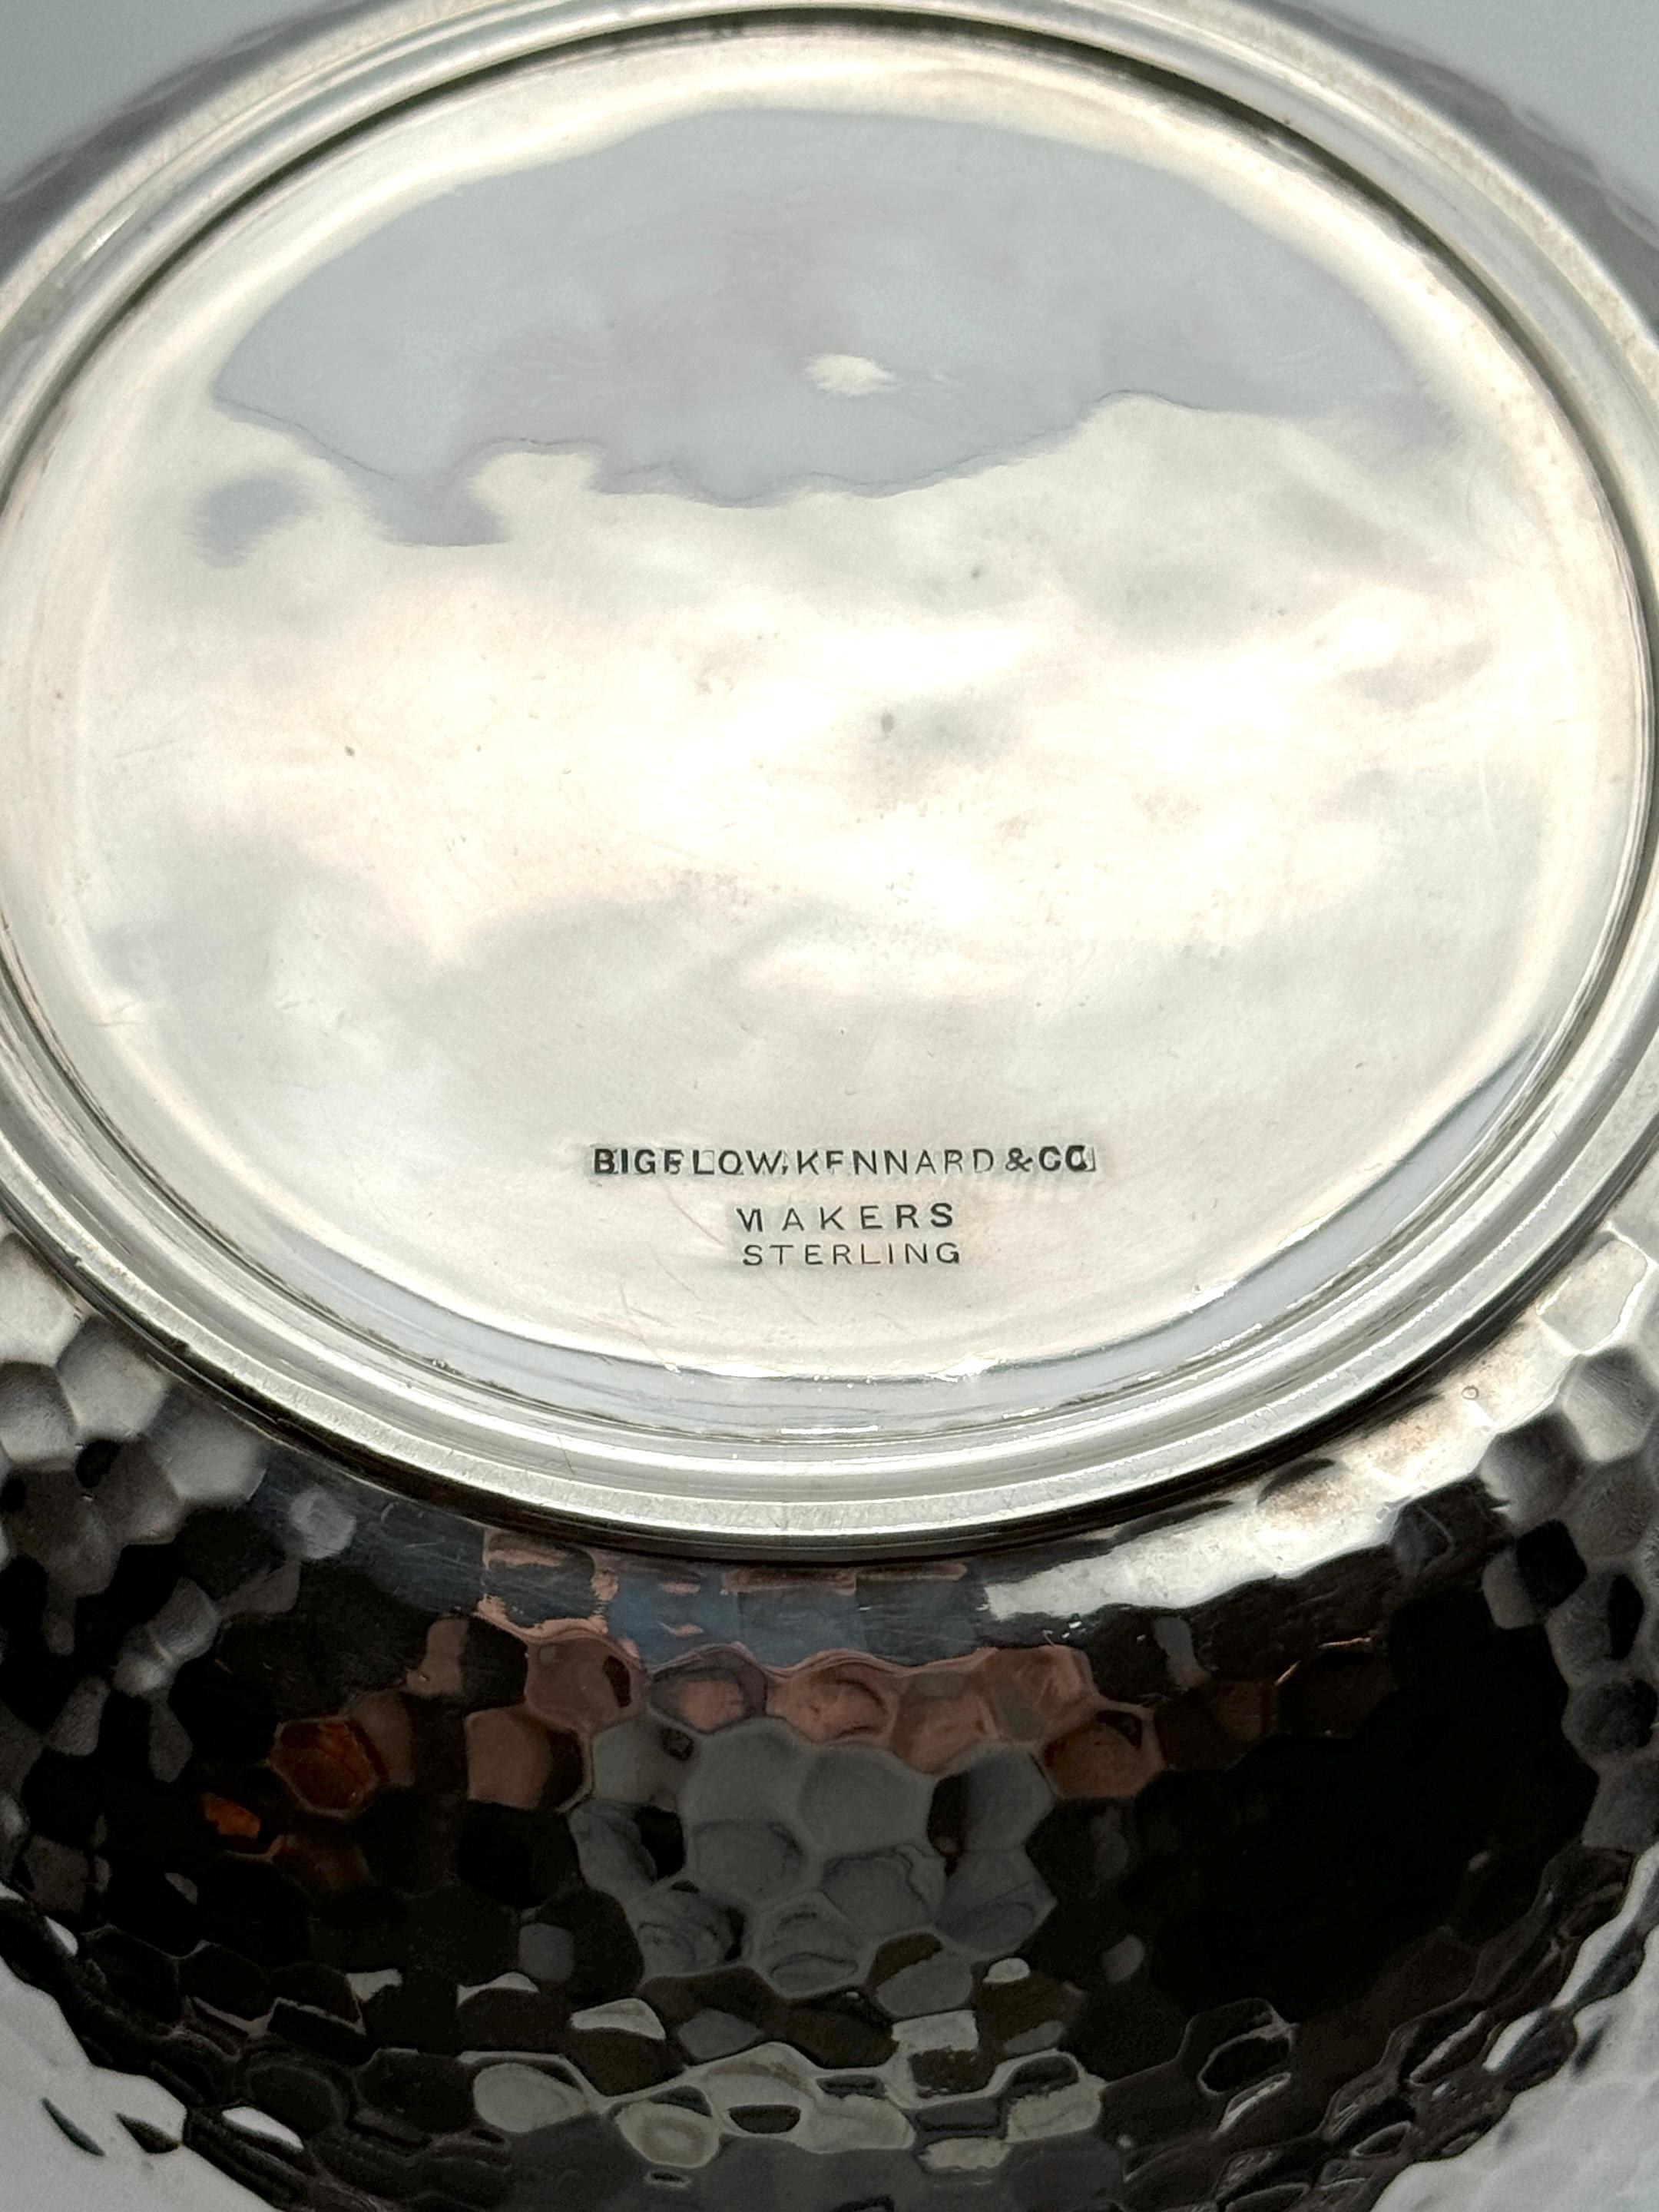 BIGELOW, KENNARD & CO.
MAKERS
STERLING